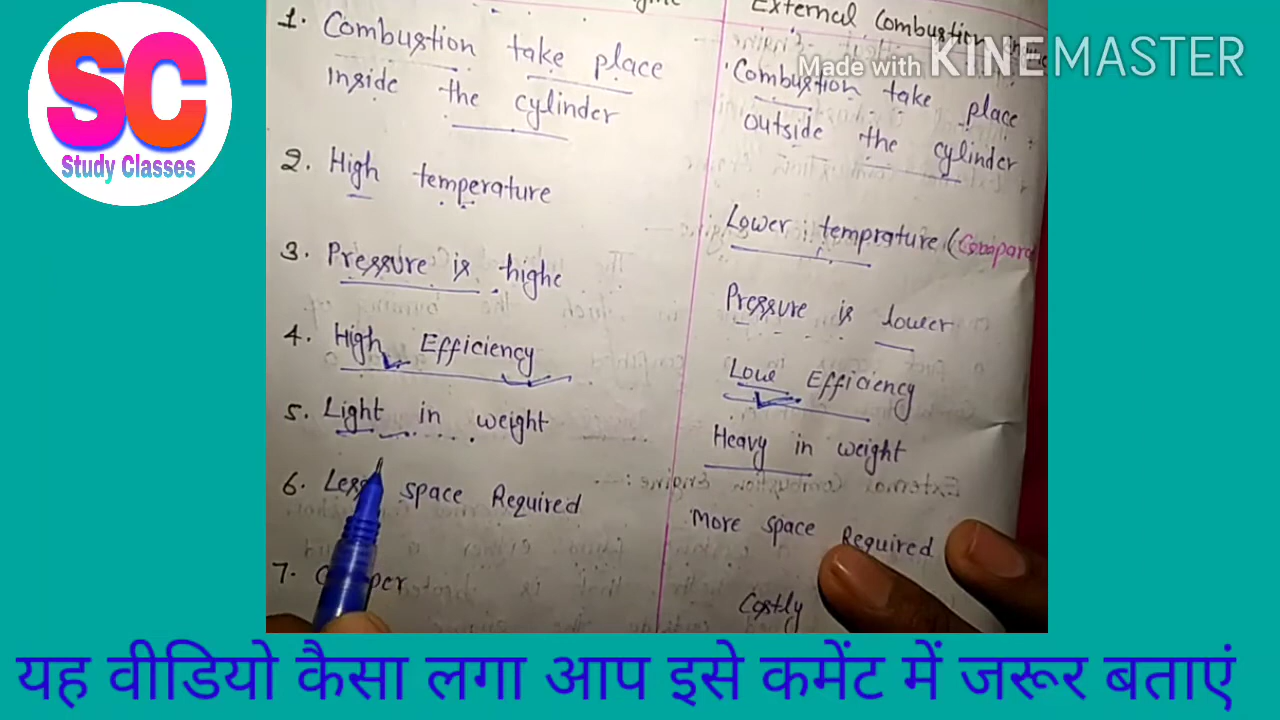 External Combustion
Made with KINEMASTER
SC
Study Classes
1. Combustion take place
inside the cylinder
Combustion take place
outside the cylinder
2. High temperature
Lower temprature (Compara
3. Pressure is highe
Pressure is lower
4. High Efficiency
Low Efficiency
5. Light in weight
Heavy in weight
6. Less space Required
More space Required
7.
Costly
यह वीडियो कैसा लगा आप इसे कमेंट में जरूर बताएं